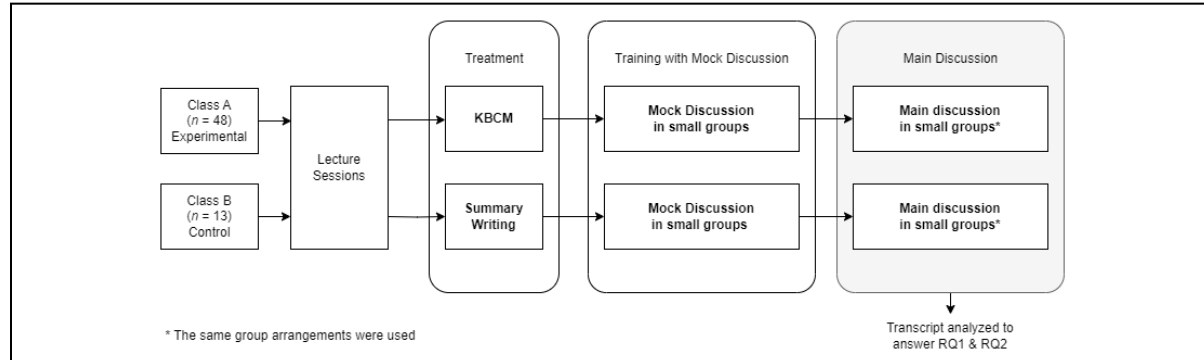 Treatment
Training with Mock Discussion
Main Discussion
Class A
(n = 48)
Experimental
Lecture
Sessions
KBCM
Mock Discussion
in small groups
Main discussion
in small groups*
Class B
(n = 13)
Control
Summary
Writing
Mock Discussion
in small groups
Main discussion
in small groups*
* The same group arrangements were used
Transcript analyzed to
answer RQ1 & RQ2